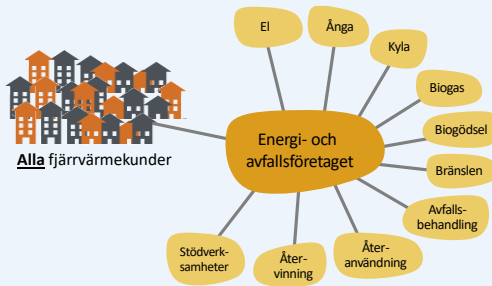 El
Ånga
Kyla
Biogas
Biogödsel
Bränslen
Avfalls-
behandling
Åter-
användning
Åter-
vinning
Stödverk-
samheter
Energi- och
avfallsföretaget
Alla fjärrvärmekunder